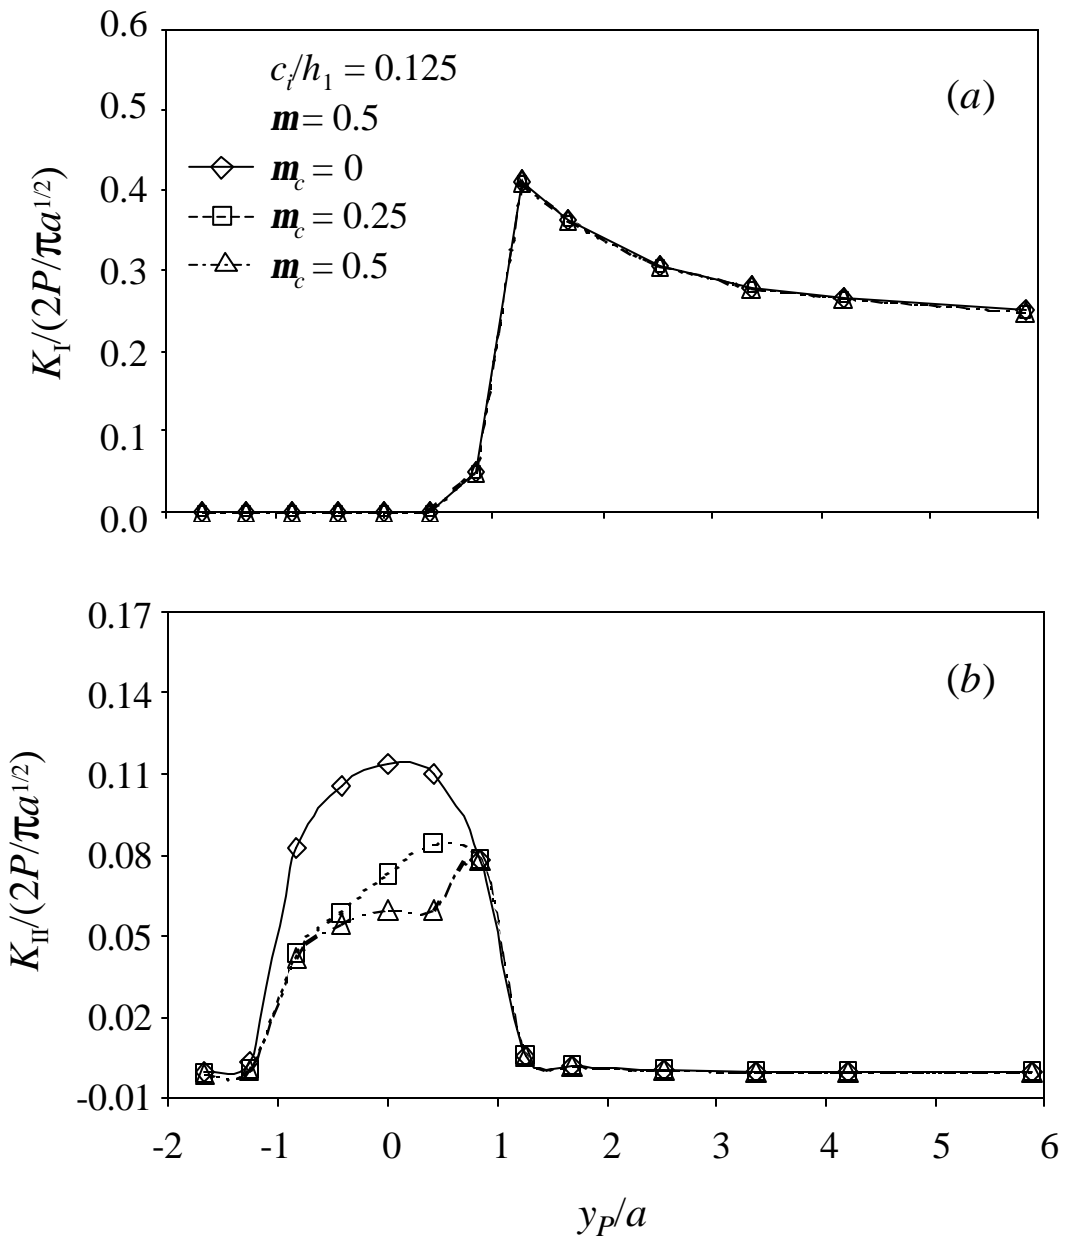 0.6
0.5
0.4
0.3
0.2
0.1
0.0
K_I/(2P/πa^{1/2})
c_i/h_1 = 0.125
m = 0.5
m_c = 0
m_c = 0.25
m_c = 0.5
(a)
0.17
0.14
0.11
0.08
0.05
0.02
-0.01
K_II/(2P/πa^{1/2})
(b)
-2 -1 0 1 2 3 4 5 6
y_P/a